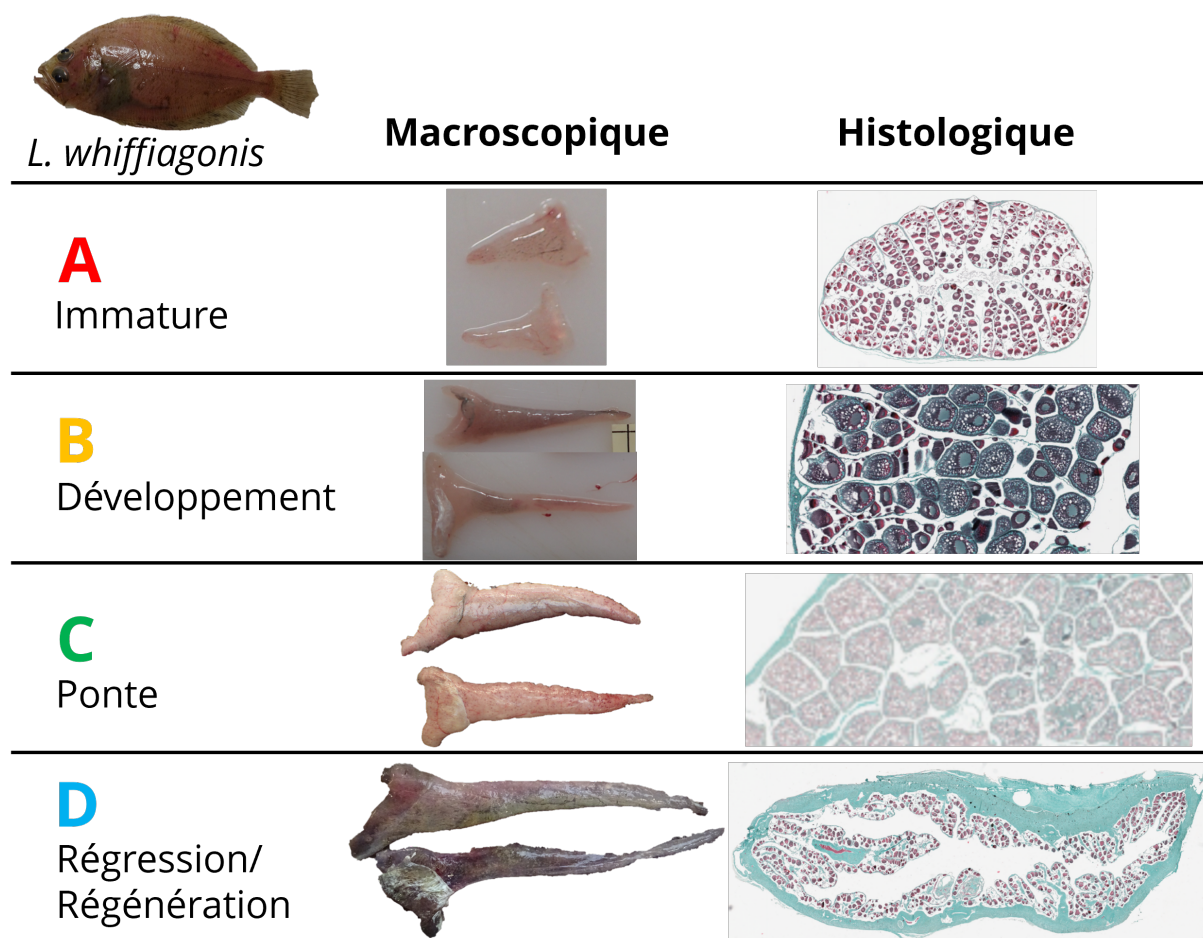 L. whiffiagonis
Macroscopique
Histologique
A
Immature
B
Développement
C
Ponte
D
Régression/
Régénération